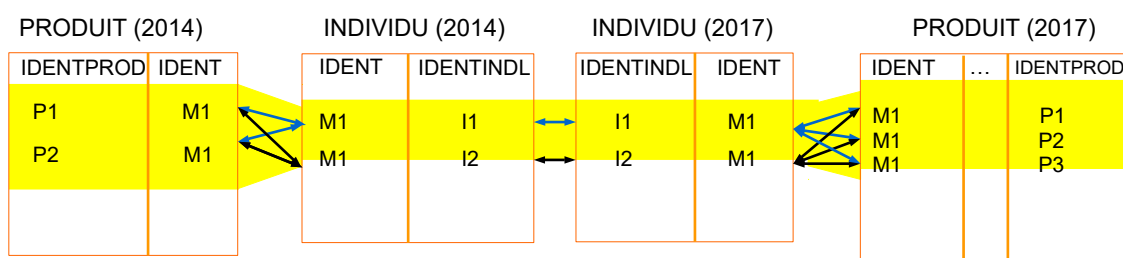 PRODUIT (2014) INDIVIDU (2014) INDIVIDU (2017) PRODUIT (2017)
IDENTPROD IDENT IDENT IDENTINDL IDENTINDL IDENT IDENT ... IDENTPROD
P1 M1 M1 I1 I1 M1 M1 P1
M1 P2
P2 M1 M1 I2 I2 M1 M1 P3